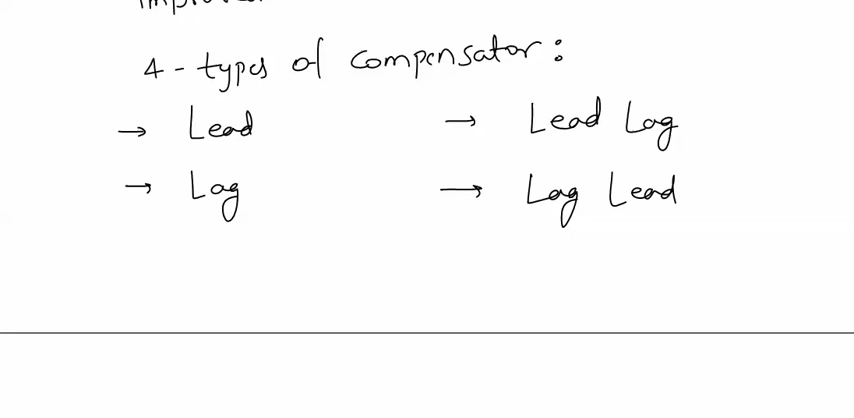 4 - types of compensator :
→ Lead → Lead Lag
→ Lag → Lag Lead